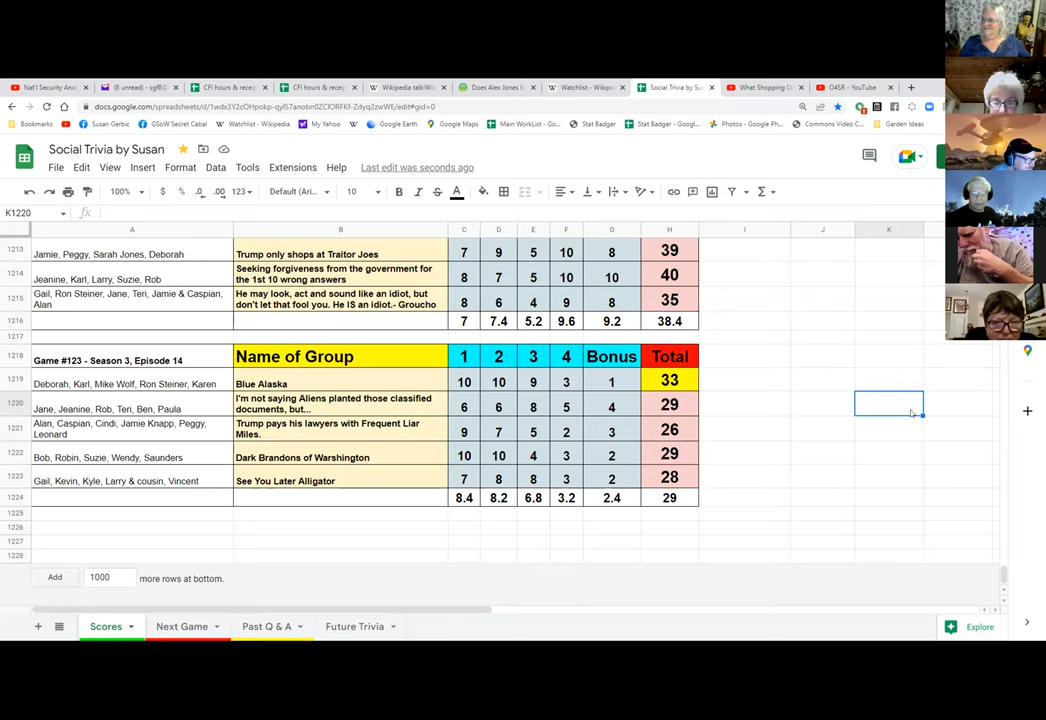 Nat'l Security Ana
(8 unread) - sgf8
CFI hours & recei
CFI hours & recei
Wikipedia talk:Wi
Does Alex Jones E
Watchlist - Wikipe
Social Trivia by Su
What Shopping C
O4SR - YouTube
docs.google.com/spreadsheets/d/
Bookmarks
Susan Gerbic
GSoW Secret Cabal
Watchlist - Wikipedia
My Yahoo
Google Earth
Google Maps
Main WorkList - Go...
Stat Badger
Stat Badger - Googl...
Photos - Google Ph...
Commons Video C...
Garden Ideas
Social Trivia by Susan
File Edit View Insert Format Data Tools Extensions Help Last edit was seconds ago
100% $ % .0 .00 123 Default (Ari... 10 B I S A
K1220 fx
A B C D E F G H I J K
1213 Jamie, Peggy, Sarah Jones, Deborah Trump only shops at Traitor Joes 7 9 5 10 8 39
1214 Jeanine, Karl, Larry, Suzie, Rob Seeking forgiveness from the government for 8 7 5 10 10 40
the 1st 10 wrong answers
1215 Gail, Ron Steiner, Jane, Teri, Jamie & Caspian, He may look, act and sound like an idiot, but 8 6 4 9 8 35
Alan don't let that fool you. He IS an idiot.- Groucho
1216 7 7.4 5.2 9.6 9.2 38.4
1217
1218 Game #123 - Season 3, Episode 14 Name of Group 1 2 3 4 Bonus Total
1219 Deborah, Karl, Mike Wolf, Ron Steiner, Karen Blue Alaska 10 10 9 3 1 33
1220 Jane, Jeanine, Rob, Teri, Ben, Paula I'm not saying Aliens planted those classified 6 6 8 5 4 29
documents, but...
1221 Alan, Caspian, Cindi, Jamie Knapp, Peggy, Trump pays his lawyers with Frequent Liar 9 7 5 2 3 26
Leonard Miles.
1222 Bob, Robin, Suzie, Wendy, Saunders Dark Brandons of Warshington 10 10 4 3 2 29
1223 Gail, Kevin, Kyle, Larry & cousin, Vincent See You Later Alligator 7 8 8 3 2 28
1224 8.4 8.2 6.8 3.2 2.4 29
1225
1226
1227
1228
Add 1000 more rows at bottom.
Scores Next Game Past Q & A Future Trivia Explore